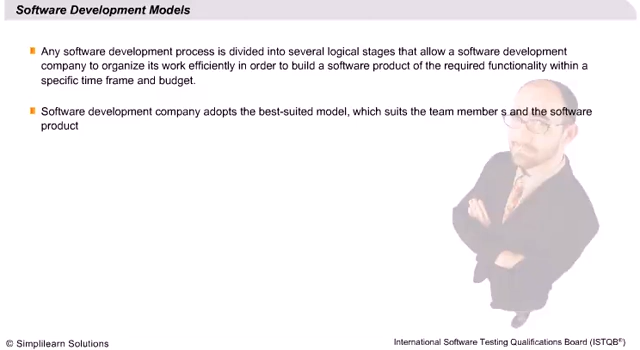 Software Development Models
Any software development process is divided into several logical stages that allow a software development
company to organize its work efficiently in order to build a software product of the required functionality within a
specific time frame and budget.
Software development company adopts the best-suited model, which suits the team member s and the software
product
© Simplilearn Solutions
International Software Testing Qualifications Board (ISTQB®)